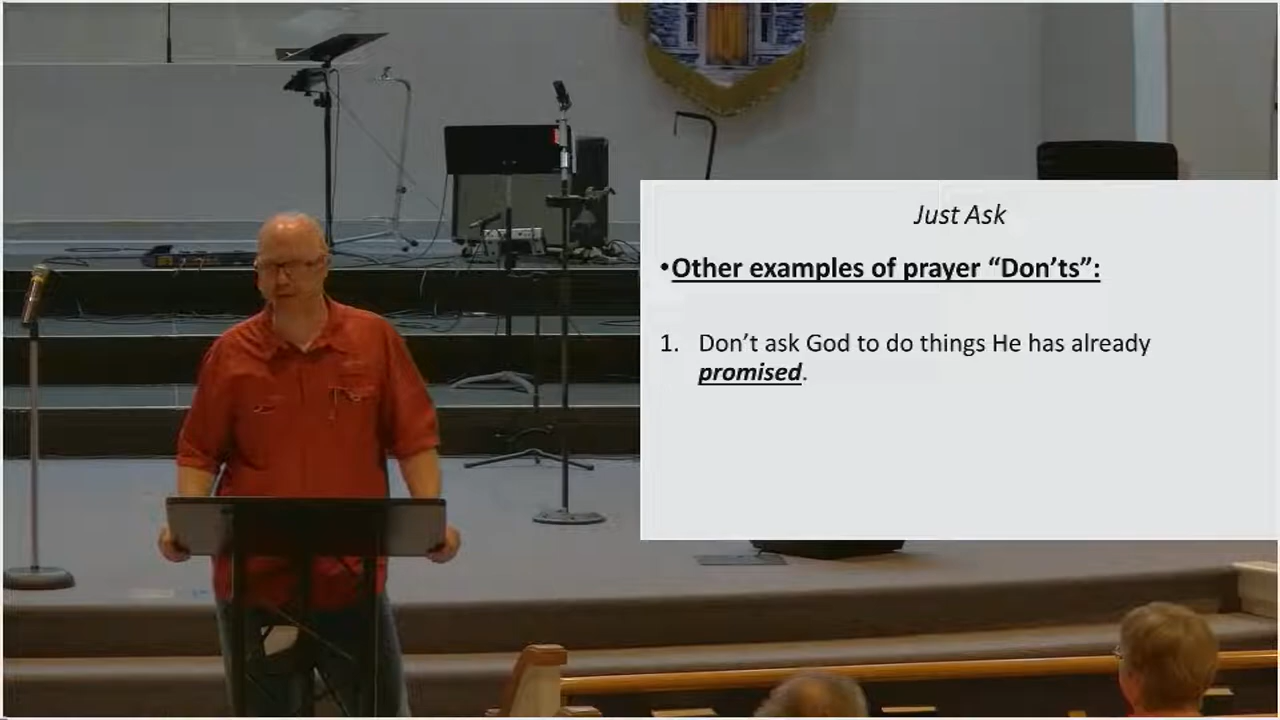 Just Ask
•Other examples of prayer “Don’ts”:
1. Don’t ask God to do things He has already
promised.